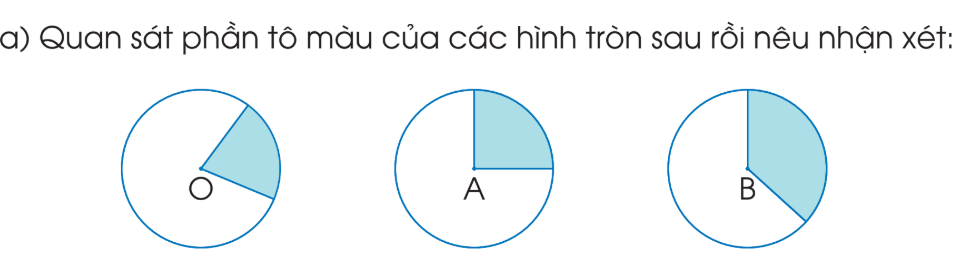 a) Quan sát phần tô màu của các hình tròn sau rồi nêu nhận xét:
O A B